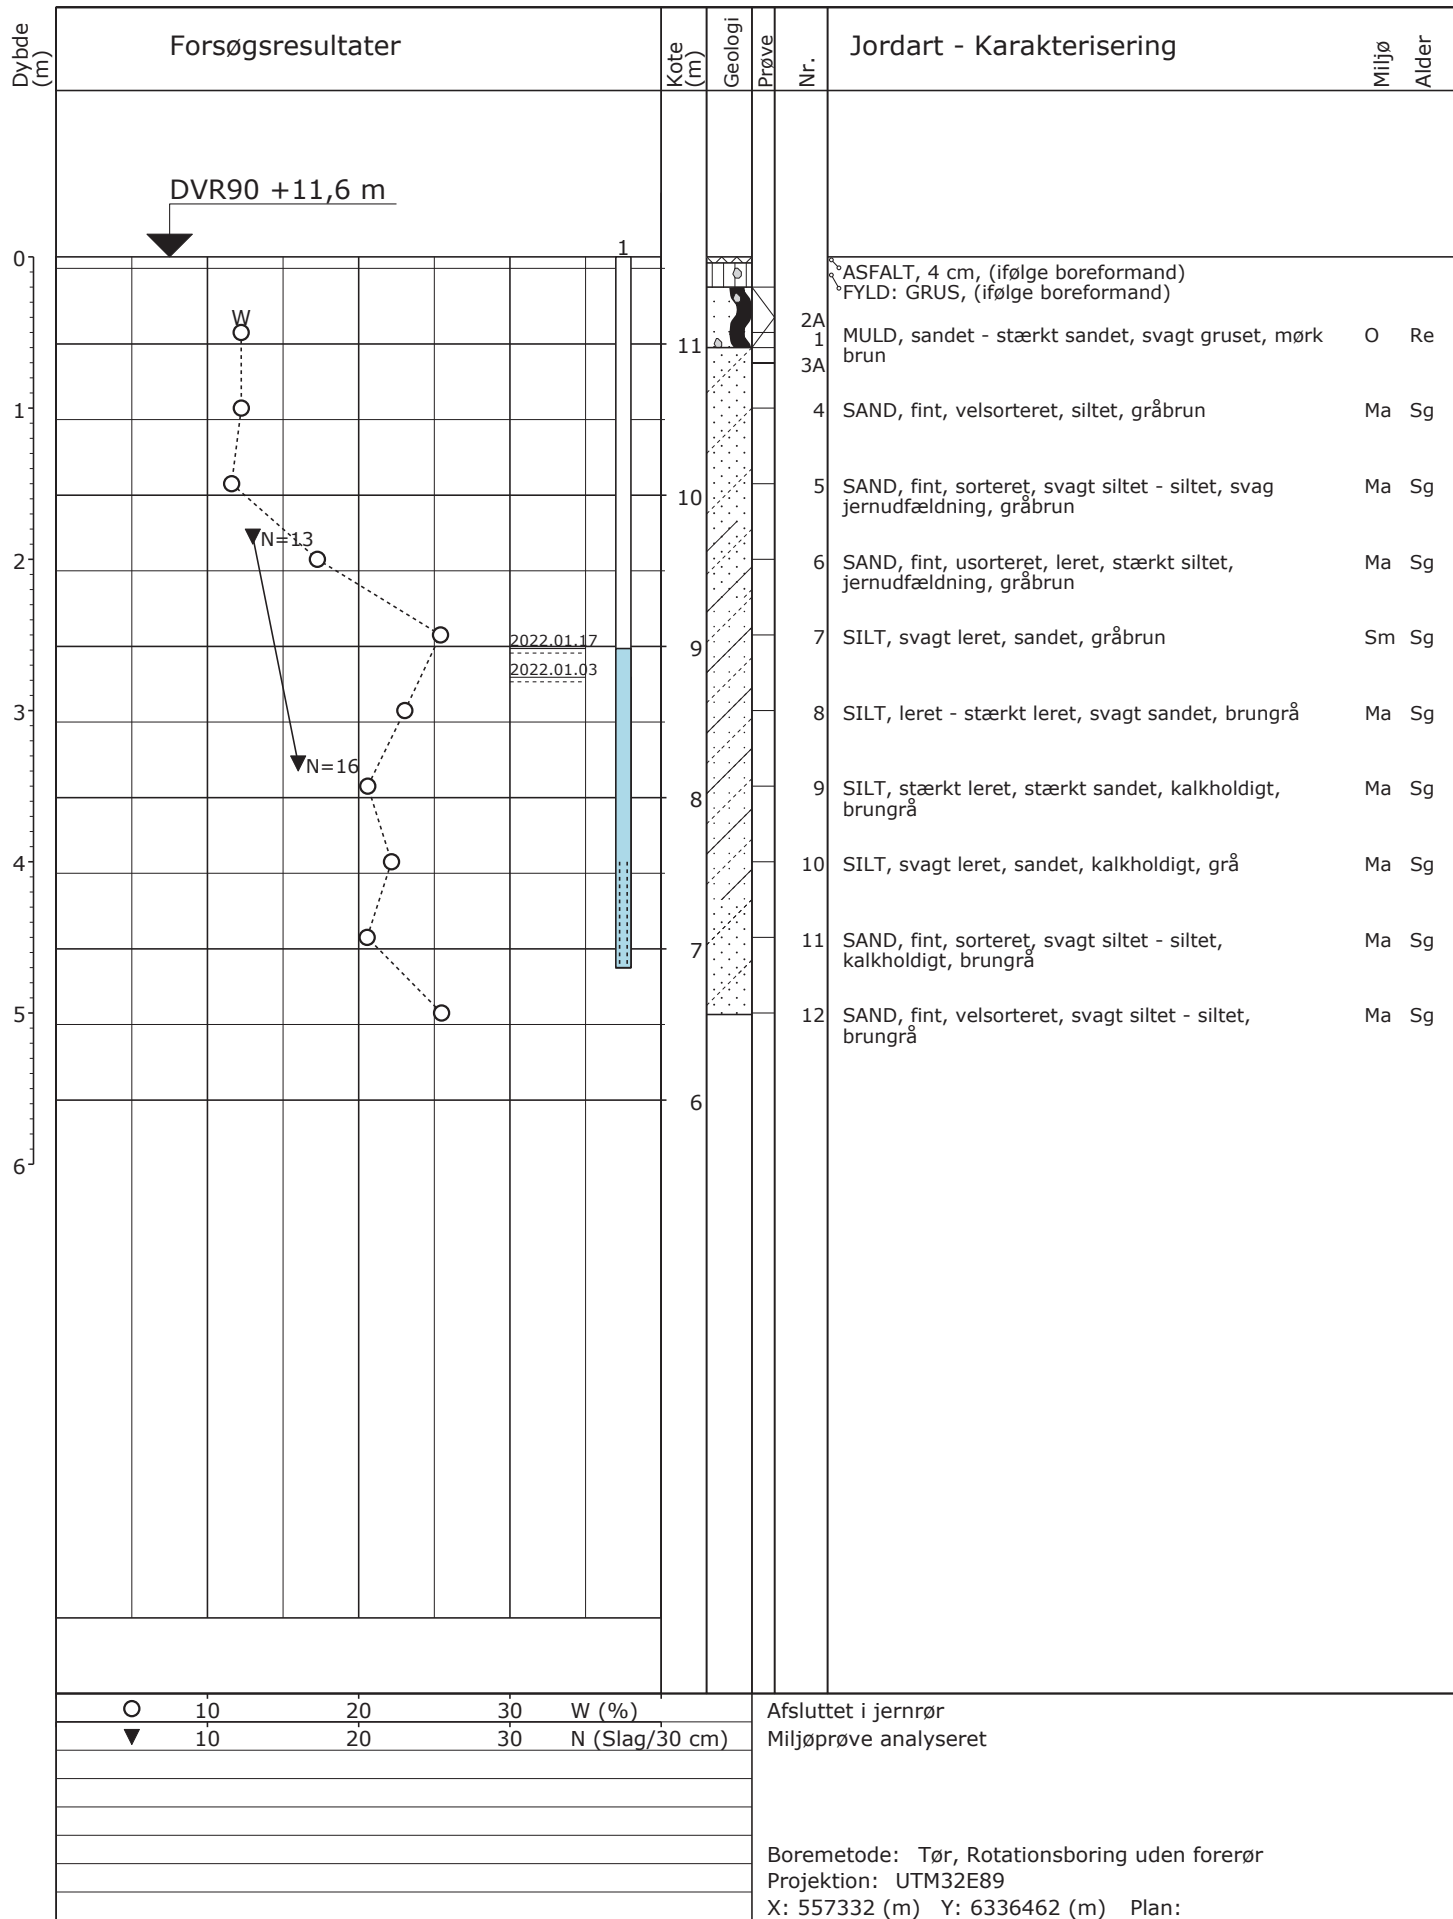 Dybde (m)
Forsøgsresultater
Kote (m)
Geologi
Prøve
Nr.
Jordart - Karakterisering
Miljø
Alder
DVR90 +11,6 m
0
1
ASFALT, 4 cm, (ifølge boreformand)
FYLD: GRUS, (ifølge boreformand)
W
2A
11
1
MULD, sandet - stærkt sandet, svagt gruset, mørk
brun
O Re
3A
1
4 SAND, fint, velsorteret, siltet, gråbrun Ma Sg
10
5 SAND, fint, sorteret, svagt siltet - siltet, svag
jernudfældning, gråbrun
Ma Sg
N=13
2
6 SAND, fint, usorteret, leret, stærkt siltet,
jernudfældning, gråbrun
Ma Sg
2022.01.17
9
7 SILT, svagt leret, sandet, gråbrun Sm Sg
2022.01.03
3
8 SILT, leret - stærkt leret, svagt sandet, brungrå Ma Sg
N=16
8
9 SILT, stærkt leret, stærkt sandet, kalkholdigt,
brungrå
Ma Sg
4
10 SILT, svagt leret, sandet, kalkholdigt, grå Ma Sg
7
11 SAND, fint, sorteret, svagt siltet - siltet,
kalkholdigt, brungrå
Ma Sg
5
12 SAND, fint, velsorteret, svagt siltet - siltet,
brungrå
Ma Sg
6
6
10 20 30 W (%)
10 20 30 N (Slag/30 cm)
Afsluttet i jernrør
Miljøprøve analyseret
Boremetode: Tør, Rotationsboring uden forerør
Projektion: UTM32E89
X: 557332 (m) Y: 6336462 (m) Plan: